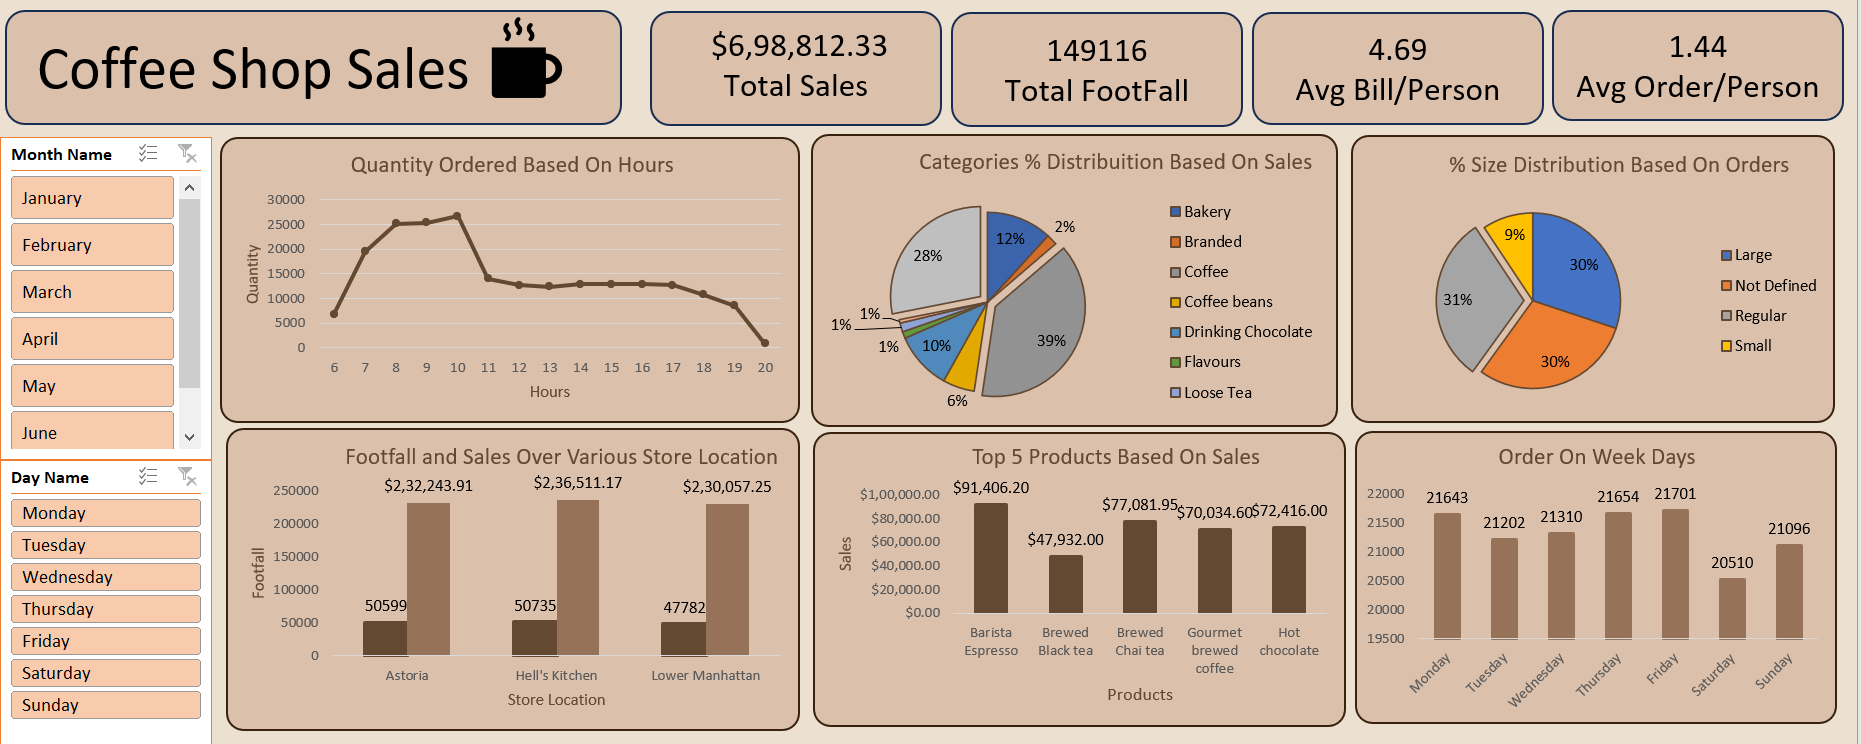 Coffee Shop Sales
$6,98,812.33
Total Sales
149116
Total FootFall
4.69
Avg Bill/Person
1.44
Avg Order/Person
Month Name
January
February
March
April
May
June
Day Name
Monday
Tuesday
Wednesday
Thursday
Friday
Saturday
Sunday
Quantity Ordered Based On Hours
Quantity
30000
25000
20000
15000
10000
5000
0
6 7 8 9 10 11 12 13 14 15 16 17 18 19 20
Hours
Categories % Distribuition Based On Sales
12%
2%
39%
6%
10%
1%
1%
1%
28%
Bakery
Branded
Coffee
Coffee beans
Drinking Chocolate
Flavours
Loose Tea
% Size Distribution Based On Orders
30%
30%
31%
9%
Large
Not Defined
Regular
Small
Footfall and Sales Over Various Store Location
Footfall
250000
200000
150000
100000
50000
0
50599
$2,32,243.91
50735
$2,36,511.17
47782
$2,30,057.25
Astoria
Hell's Kitchen
Lower Manhattan
Store Location
Top 5 Products Based On Sales
Sales
$1,00,000.00
$80,000.00
$60,000.00
$40,000.00
$20,000.00
$0.00
$91,406.20
$47,932.00
$77,081.95
$70,034.60
$72,416.00
Barista
Espresso
Brewed
Black tea
Brewed
Chai tea
Gourmet
brewed
coffee
Hot
chocolate
Products
Order On Week Days
22000
21500
21000
20500
20000
19500
21643
21202
21310
21654
21701
20510
21096
Monday
Tuesday
Wednesday
Thursday
Friday
Saturday
Sunday